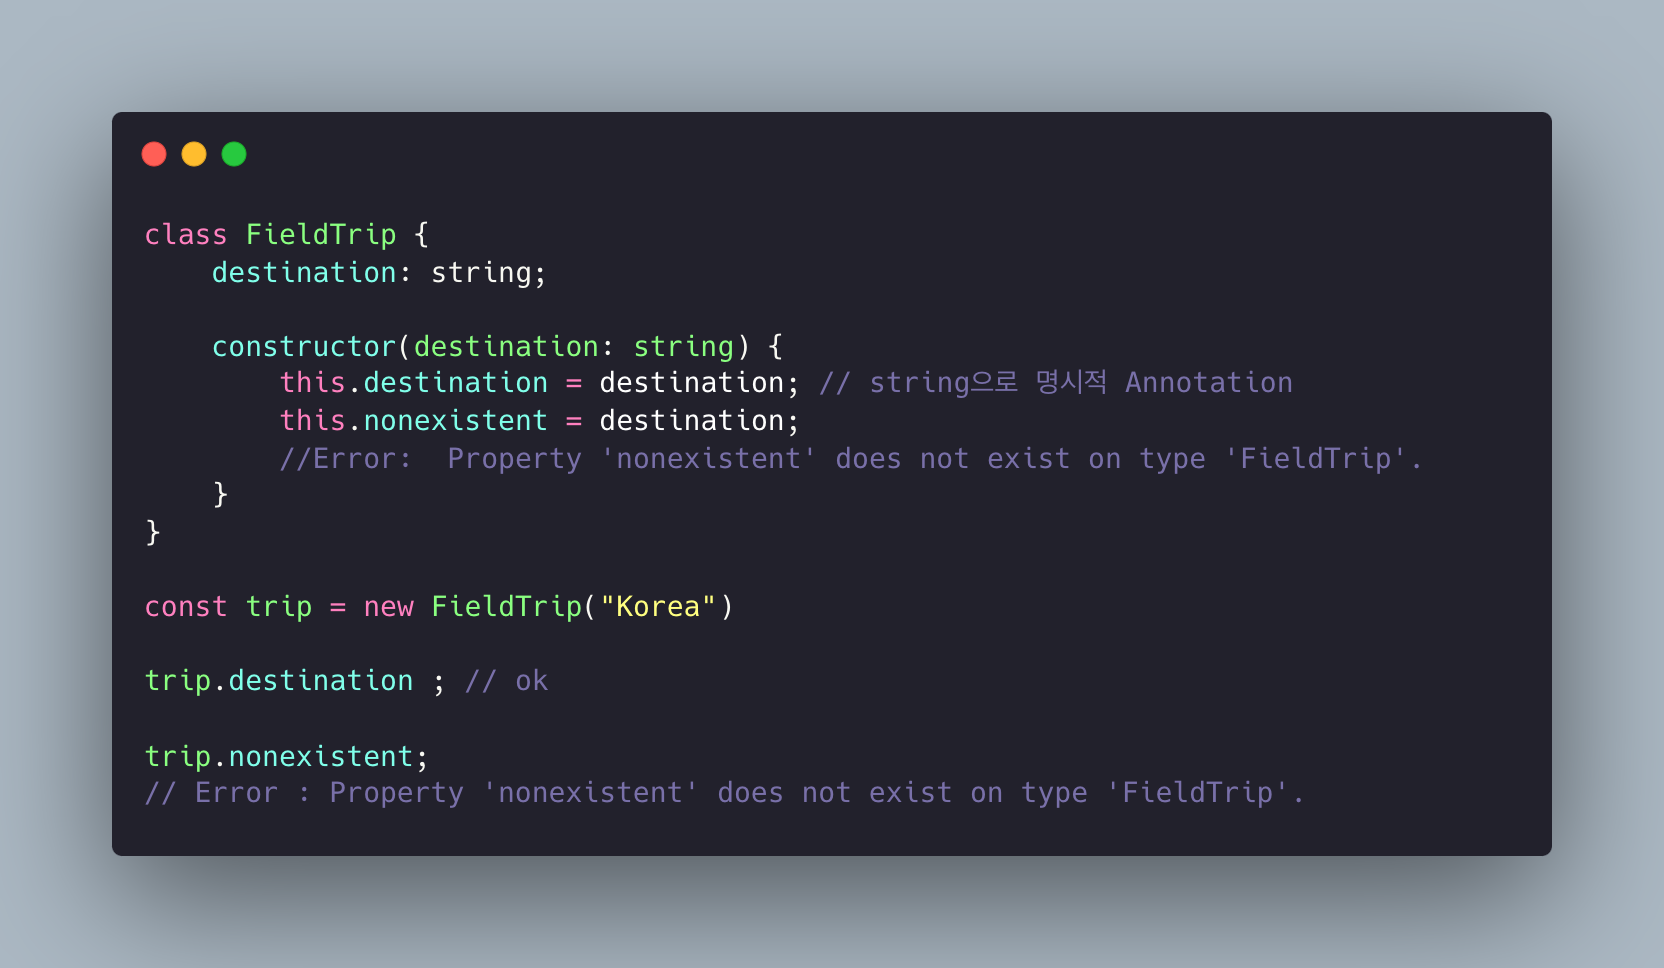 class FieldTrip {
    destination: string;

    constructor(destination: string) {
        this.destination = destination; // string으로 명시적 Annotation
        this.nonexistent = destination;
        //Error:  Property 'nonexistent' does not exist on type 'FieldTrip'.
    }
}

const trip = new FieldTrip("Korea")

trip.destination ; // ok

trip.nonexistent;
// Error : Property 'nonexistent' does not exist on type 'FieldTrip'.